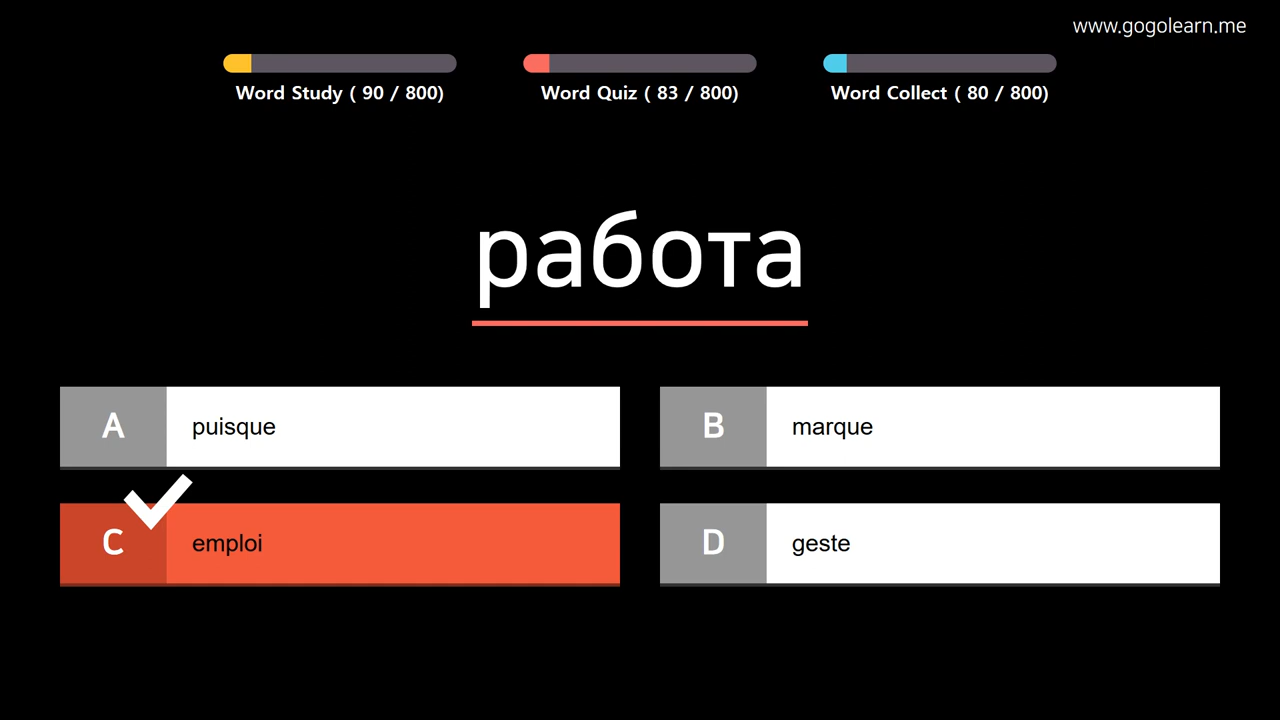 www.gogolearn.me
Word Study ( 90 / 800)
Word Quiz ( 83 / 800)
Word Collect ( 80 / 800)
работа
A puisque
B marque
C emploi
D geste